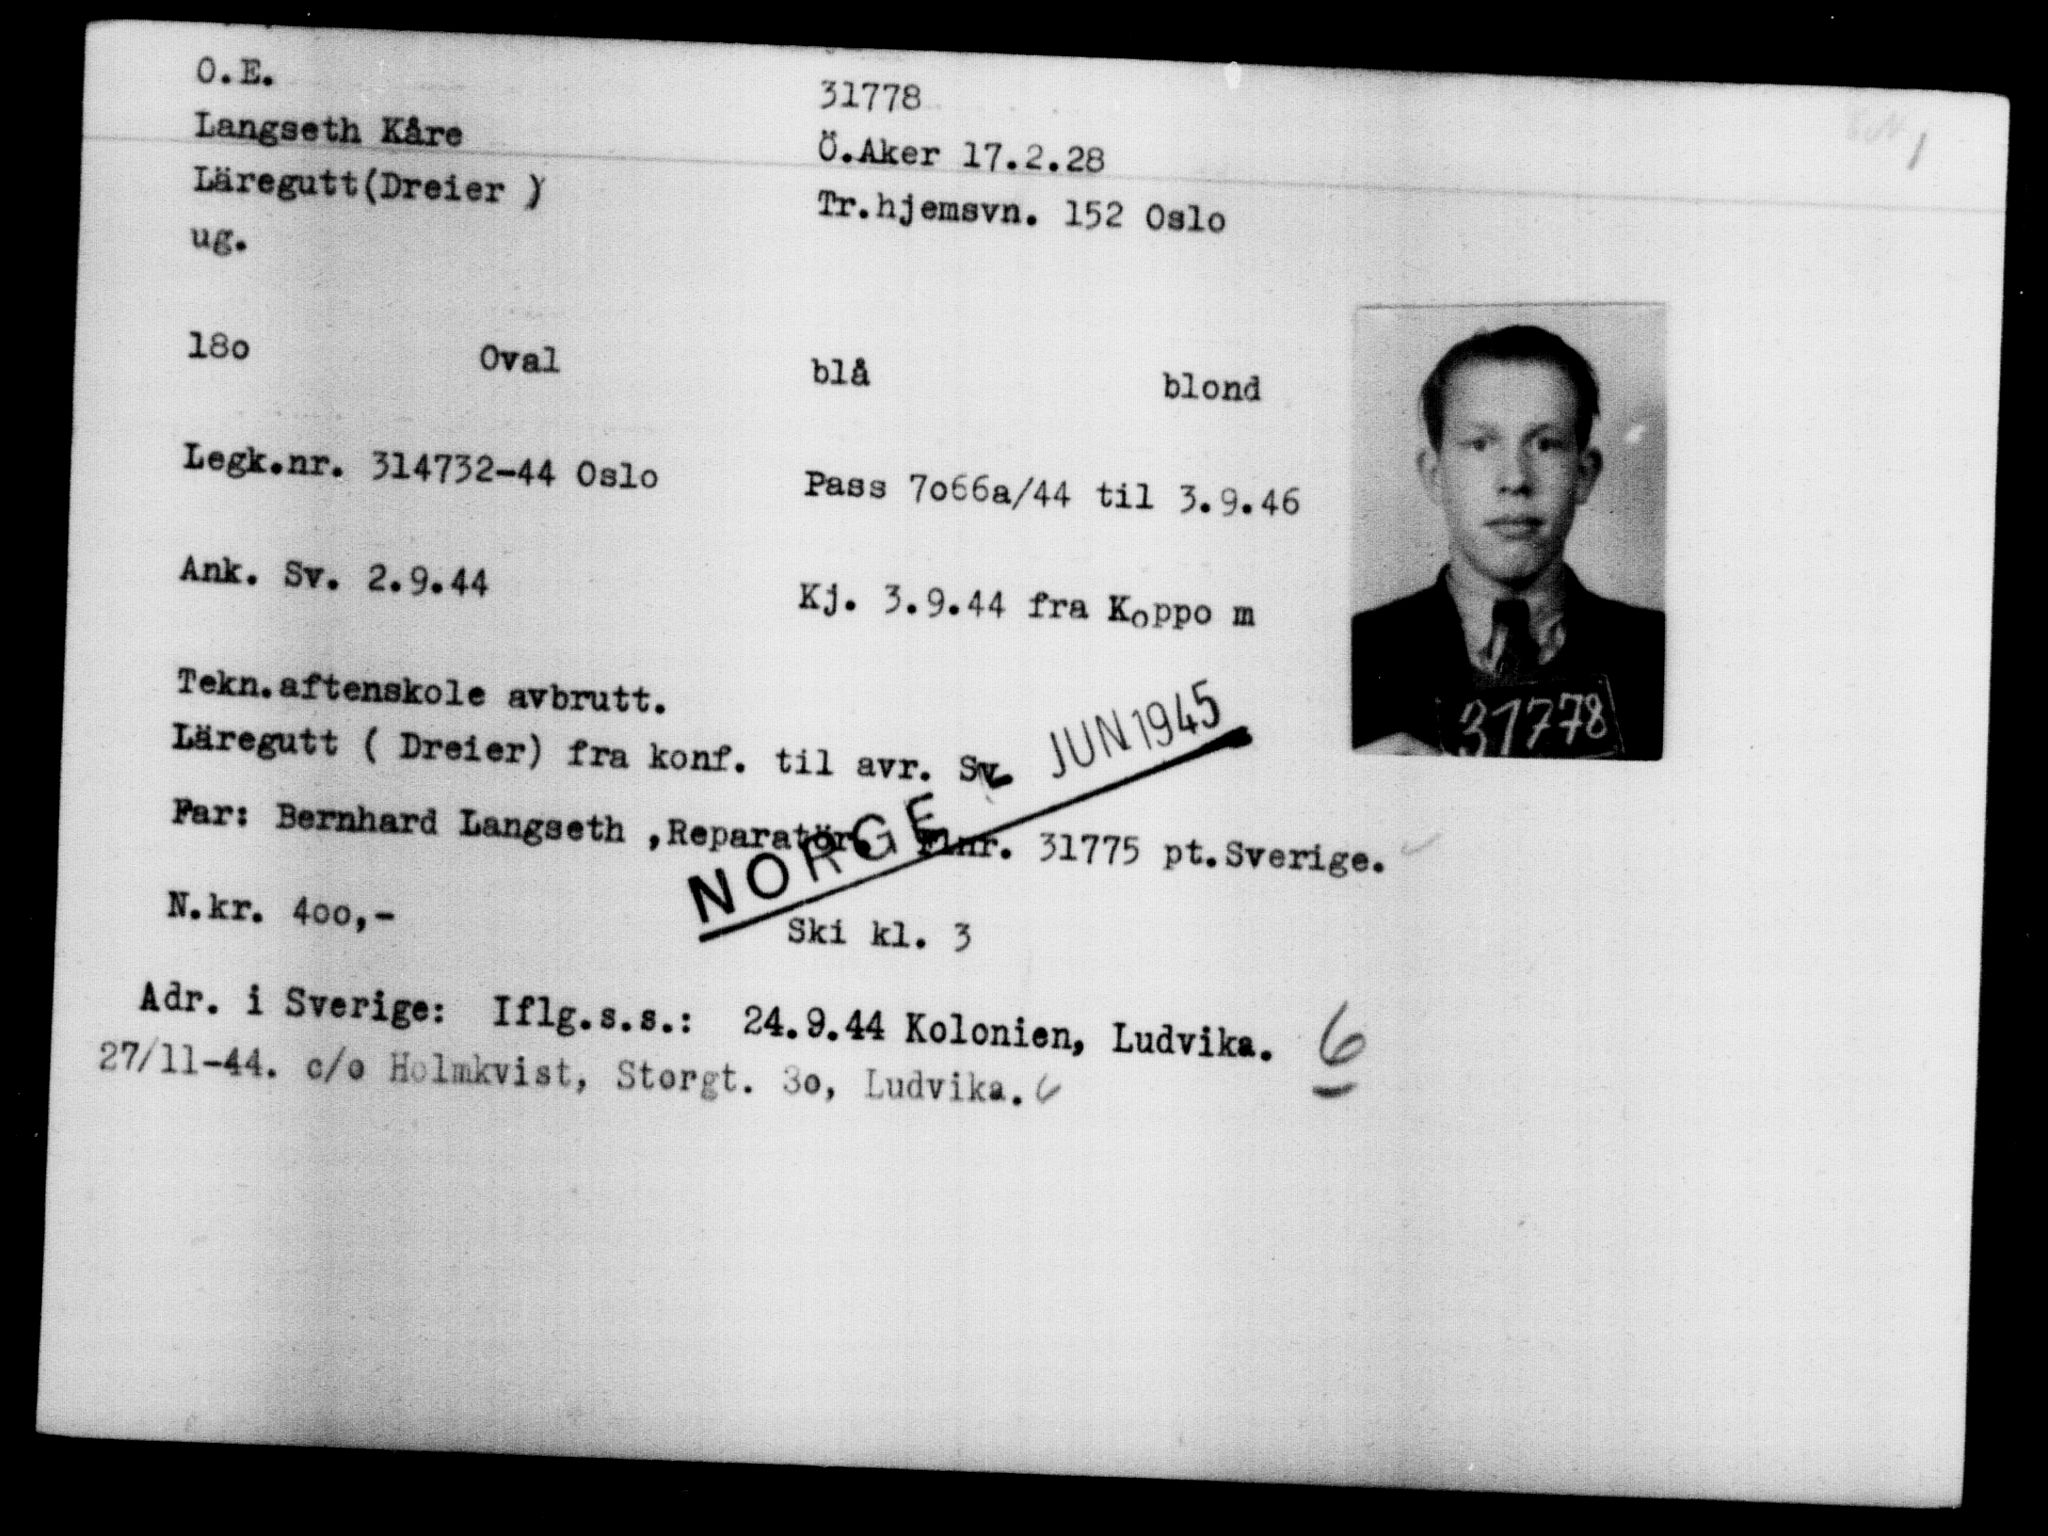 O.E.
31778
Langseth Kåre
Ö.Aker 17.2.28
Läregutt(Dreier )
Tr.hjemsvn. 152 Oslo
ug.
18o Oval blå blond
Legk.nr. 314732-44 Oslo
Pass 7o66a/44 til 3.9.46
Ank. Sv. 2.9.44
Kj. 3.9.44 fra Koppo m
31778
Tekn.aftenskole avbrutt.
Läregutt ( Dreier) fra konf. til avr. Sv.
JUN 1945
NORGE
Far: Bernhard Langseth ,Reparatör. Flnr. 31775 pt.Sverige.
N.kr. 4oo,-
Ski kl. 3
Adr. i Sverige: Iflg.s.s.: 24.9.44 Kolonien, Ludvika. 6
27/11-44. c/o Holmkvist, Storgt. 3o, Ludvika. 6